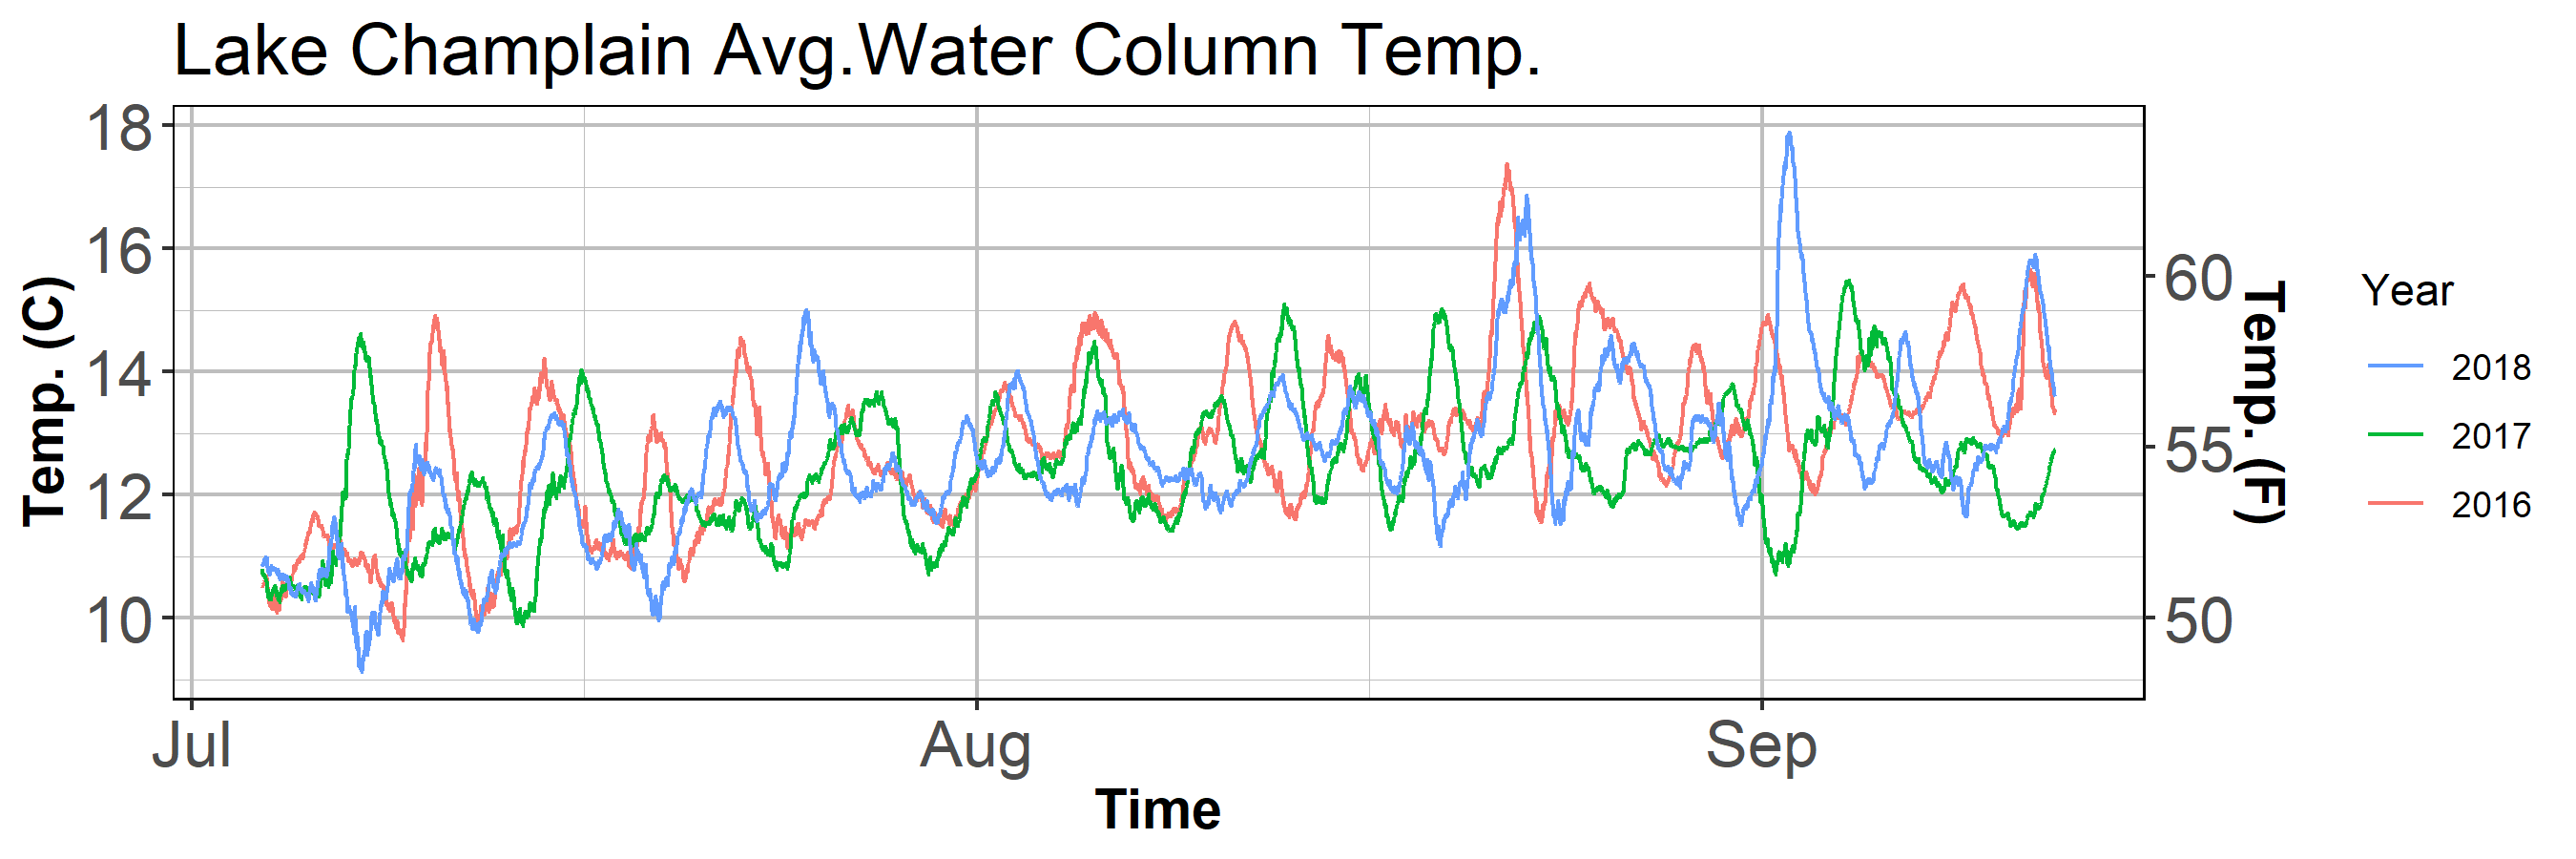 Lake Champlain Avg.Water Column Temp.
18
16
14
12
10
Temp. (C)
60
55
50
Temp. (F)
Jul
Aug
Sep
Time
Year
2018
2017
2016